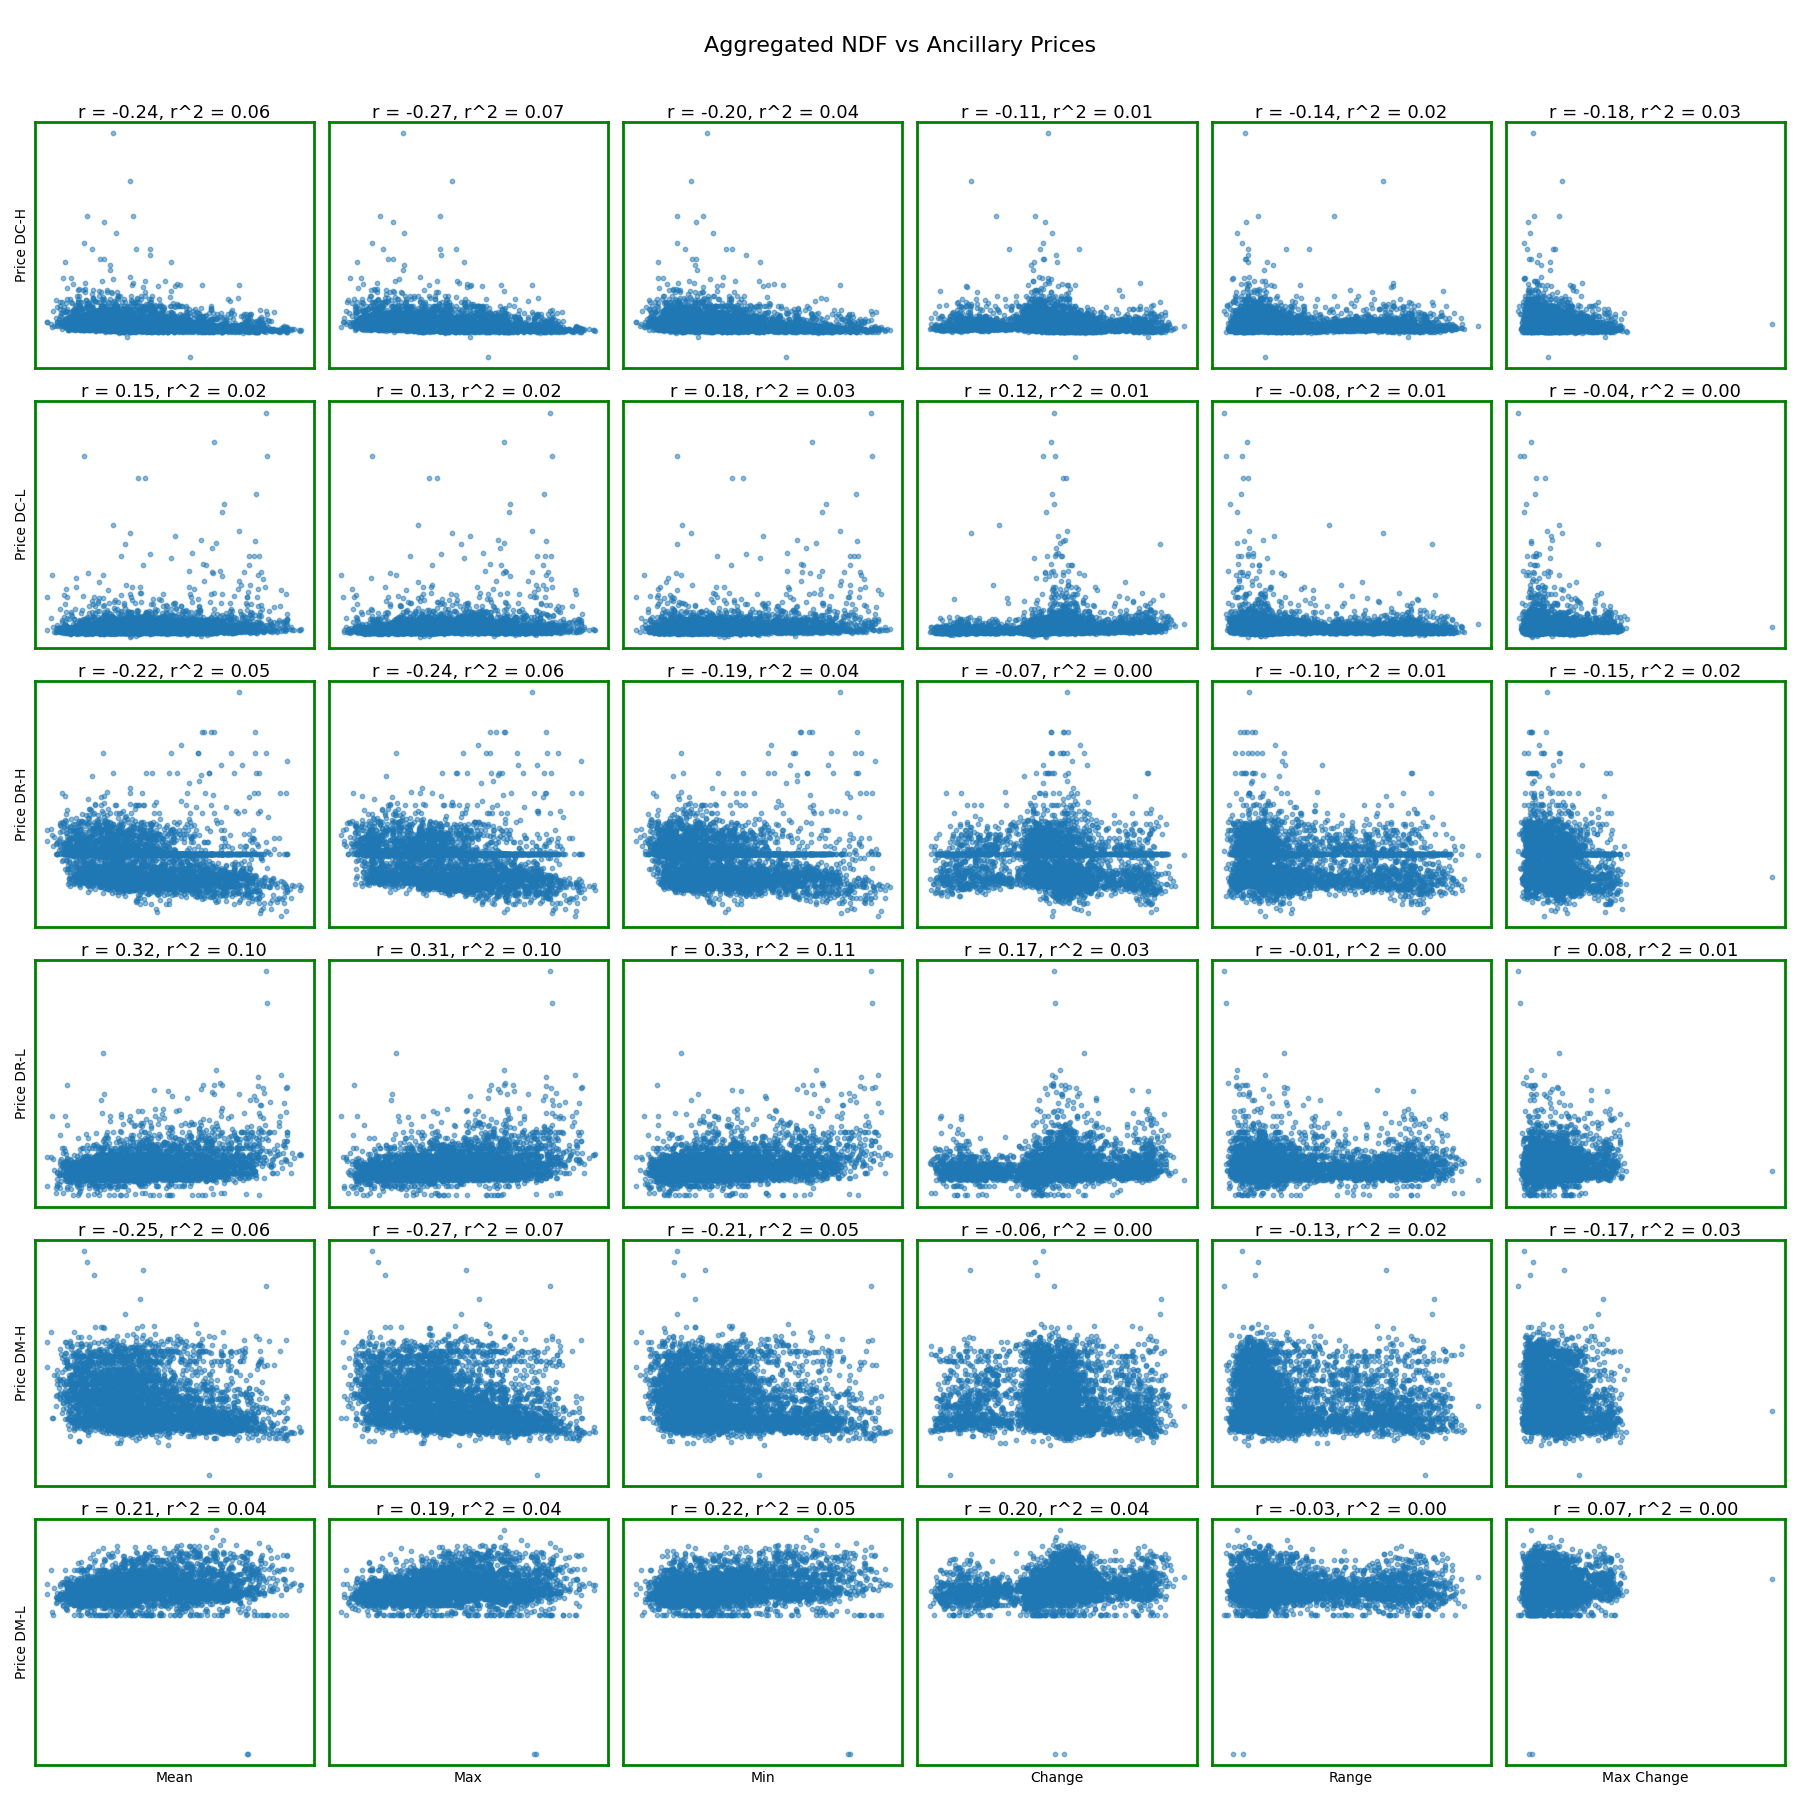 Aggregated NDF vs Ancillary Prices
r = -0.24, r^2 = 0.06
r = -0.27, r^2 = 0.07
r = -0.20, r^2 = 0.04
r = -0.11, r^2 = 0.01
r = -0.14, r^2 = 0.02
r = -0.18, r^2 = 0.03
Price DC-H
r = 0.15, r^2 = 0.02
r = 0.13, r^2 = 0.02
r = 0.18, r^2 = 0.03
r = 0.12, r^2 = 0.01
r = -0.08, r^2 = 0.01
r = -0.04, r^2 = 0.00
Price DC-L
r = -0.22, r^2 = 0.05
r = -0.24, r^2 = 0.06
r = -0.19, r^2 = 0.04
r = -0.07, r^2 = 0.00
r = -0.10, r^2 = 0.01
r = -0.15, r^2 = 0.02
Price DR-H
r = 0.32, r^2 = 0.10
r = 0.31, r^2 = 0.10
r = 0.33, r^2 = 0.11
r = 0.17, r^2 = 0.03
r = -0.01, r^2 = 0.00
r = 0.08, r^2 = 0.01
Price DR-L
r = -0.25, r^2 = 0.06
r = -0.27, r^2 = 0.07
r = -0.21, r^2 = 0.05
r = -0.06, r^2 = 0.00
r = -0.13, r^2 = 0.02
r = -0.17, r^2 = 0.03
Price DM-H
r = 0.21, r^2 = 0.04
r = 0.19, r^2 = 0.04
r = 0.22, r^2 = 0.05
r = 0.20, r^2 = 0.04
r = -0.03, r^2 = 0.00
r = 0.07, r^2 = 0.00
Price DM-L
Mean
Max
Min
Change
Range
Max Change